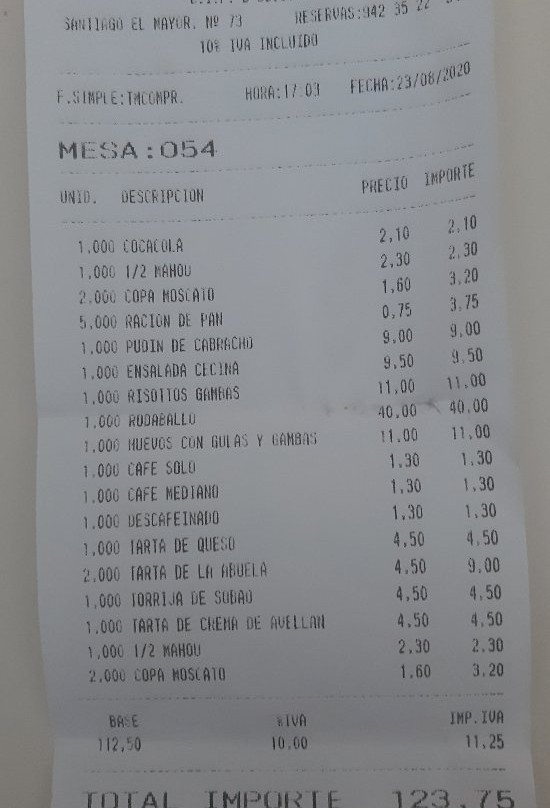 SANTIAGO EL MAYOR, Nº 73 RESERVAS:942 35 22
10% IVA INCLUIDO
F.SIMPLE:TMCOMPR. HORA:17.03 FECHA:23/08/2020
MESA:054
UNID. DESCRIPCION PRECIO IMPORTE
1.000 COCACOLA 2,10 2,10
1.000 1/2 MAHOU 2,30 2,30
2.000 COPA MOSCATO 1,60 3,20
5.000 RACION DE PAN 0,75 3,75
1.000 PUDIN DE CABRACHO 9,00 9,00
1.000 ENSALADA CECINA 9,50 9,50
1.000 RISOTTOS GAMBAS 11,00 11,00
1.000 RODABALLO 40,00 40,00
1.000 HUEVOS CON GULAS Y GAMBAS 11,00 11,00
1.000 CAFE SOLO 1,30 1,30
1.000 CAFE MEDIANO 1,30 1,30
1.000 DESCAFEINADO 1,30 1,30
1.000 TARTA DE QUESO 4,50 4,50
2.000 TARTA DE LA ABUELA 4,50 9,00
1.000 TORRIJA DE SOBAO 4,50 4,50
1.000 TARTA DE CREMA DE AVELLAN 4,50 4,50
1.000 1/2 MAHOU 2,30 2,30
2.000 COPA MOSCATO 1,60 3,20
BASE %IVA IMP.IVA
112,50 10,00 11,25
TOTAL IMPORTE 123,75